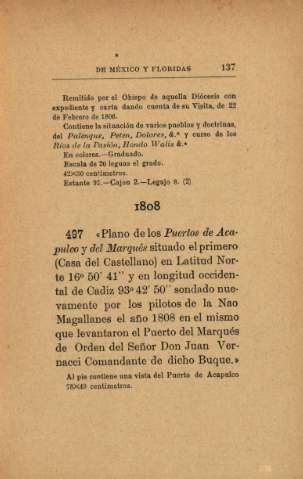 DE MÉXICO Y FLORIDAS 137
Remitido por el Obispo de aquella Diócesis con
expediente y carta dando cuenta de su Visita, de 22
de Febrero de 1806.
Contiene la situación de varios pueblos y doctrinas,
del Palenque, Peten, Dolores, &.ª y curso de los
Rios de la Pasión, Hondo Walis &.ª
En colores.—Graduado.
Escala de 20 leguas el grado.
42×30 centímetros.
Estante 92.—Cajon 2.—Legajo 8. (2)
1808
497 «Plano de los Puertos de Aca-
pulco y del Marqués situado el primero
(Casa del Castellano) en Latitud Nor-
te 16º 50' 41'' y en longitud occiden-
tal de Cadiz 93º 42' 50'' sondado nue-
vamente por los pilotos de la Nao
Magallanes el año 1808 en el mismo
que levantaron el Puerto del Marqués
de Orden del Señor Don Juan Ver-
nacci Comandante de dicho Buque.»
Al pie contiene una vista del Puerto de Acapulco
78×49 centímetros.